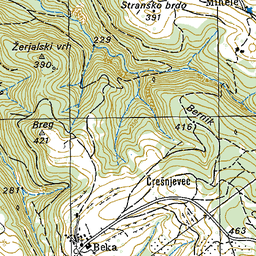 Stransko brdo
391
Mihele
229
Žerjalski vrh
390
Bernik
416
Breg
421
Črešnjevec
281
463
Beka